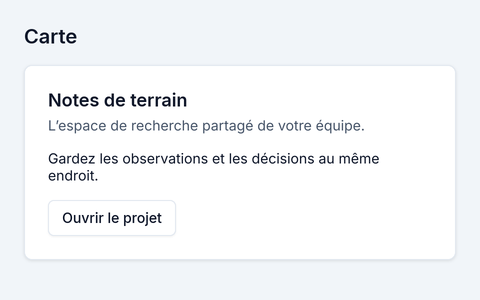 Carte
Notes de terrain
L’espace de recherche partagé de votre équipe.
Gardez les observations et les décisions au même
endroit.
Ouvrir le projet